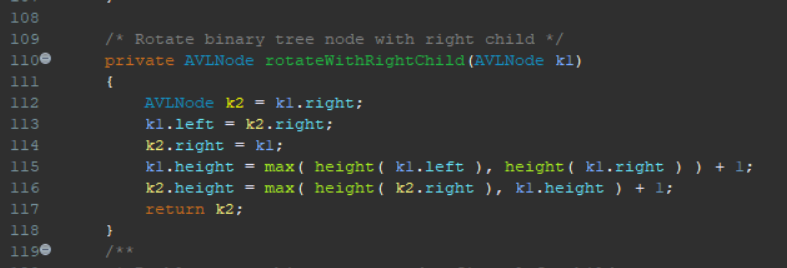 108
109 /* Rotate binary tree node with right child */
110 private AVLNode rotateWithRightChild(AVLNode k1)
111 {
112 AVLNode k2 = k1.right;
113 k1.left = k2.right;
114 k2.right = k1;
115 k1.height = max( height( k1.left ), height( k1.right ) ) + 1;
116 k2.height = max( height( k2.right ), k1.height ) + 1;
117 return k2;
118 }
119 /**